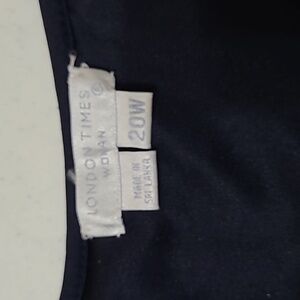 LONDON TIMES
WOMAN
®
20W
MADE IN
SRI LANKA